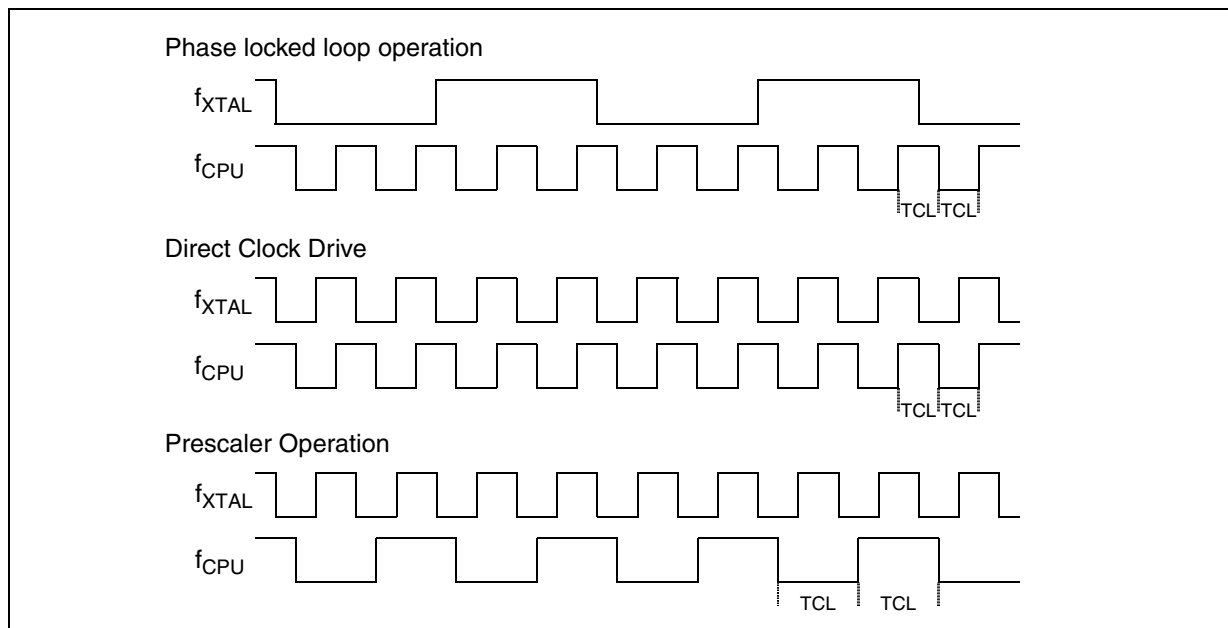 Phase locked loop operation
fXTAL
fCPU
TCL TCL
Direct Clock Drive
fXTAL
fCPU
TCL TCL
Prescaler Operation
fXTAL
fCPU
TCL TCL